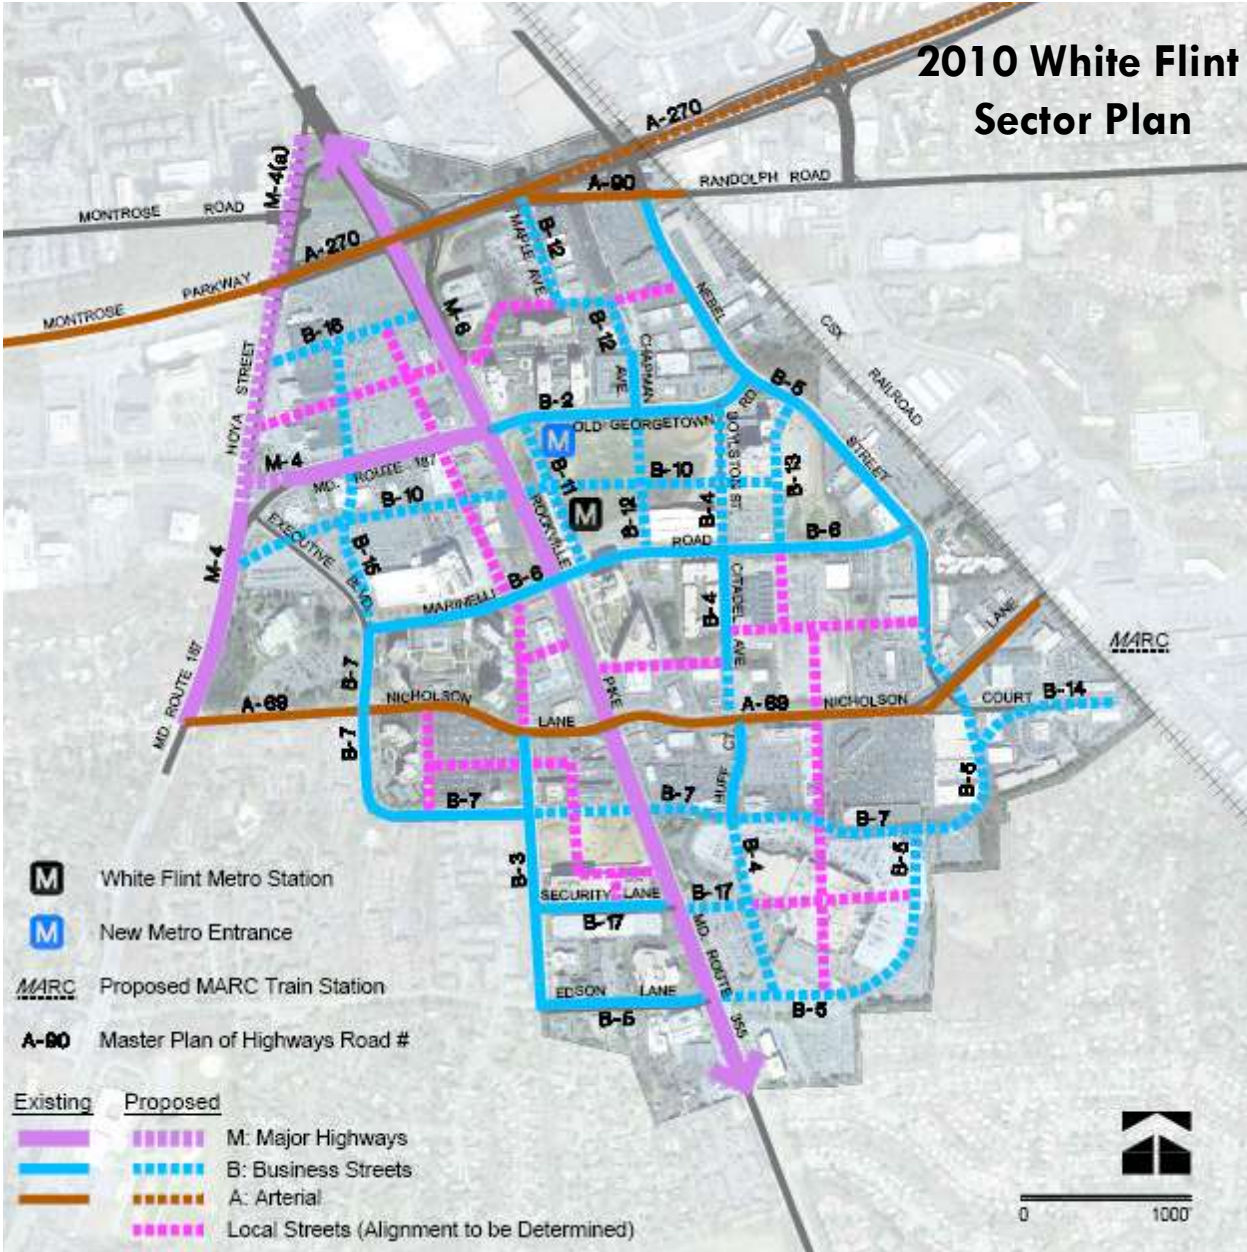 2010 White Flint
Sector Plan
A-270
A-90
RANDOLPH ROAD
M-4(a)
MONTROSE ROAD
A-270
MONTROSE PARKWAY
B-12
MAPLE AVE
M-6
NEBEL
CSX
RAILROAD
B-16
B-12
AVE
CHAPMAN
HOYA STREET
B-2
OLD GEORGETOWN
RD
B-5
STREET
M-4
MD. ROUTE 187
B-10
B-11
B-10
BOYLSTON ST
B-13
B-12
B-4
EXECUTIVE
BLVD.
B-15
ROCKVILLE
ROAD
B-6
M-4
MARINELLI
B-6
CITADEL AVE
B-4
LANE
MARC
MD. ROUTE 187
B-7
NICHOLSON
A-69
LANE
PIKE
A-69
NICHOLSON
COURT
B-14
B-7
HUFF CT
B-5
B-7
B-7
B-7
B-3
B-4
B-5
SECURITY LANE
B-17
B-17
MD. ROUTE
355
EDSON LANE
B-5
B-5
M White Flint Metro Station
M New Metro Entrance
MARC Proposed MARC Train Station
A-90 Master Plan of Highways Road #
Existing Proposed
M: Major Highways
B: Business Streets
A: Arterial
Local Streets (Alignment to be Determined)
0 1000'